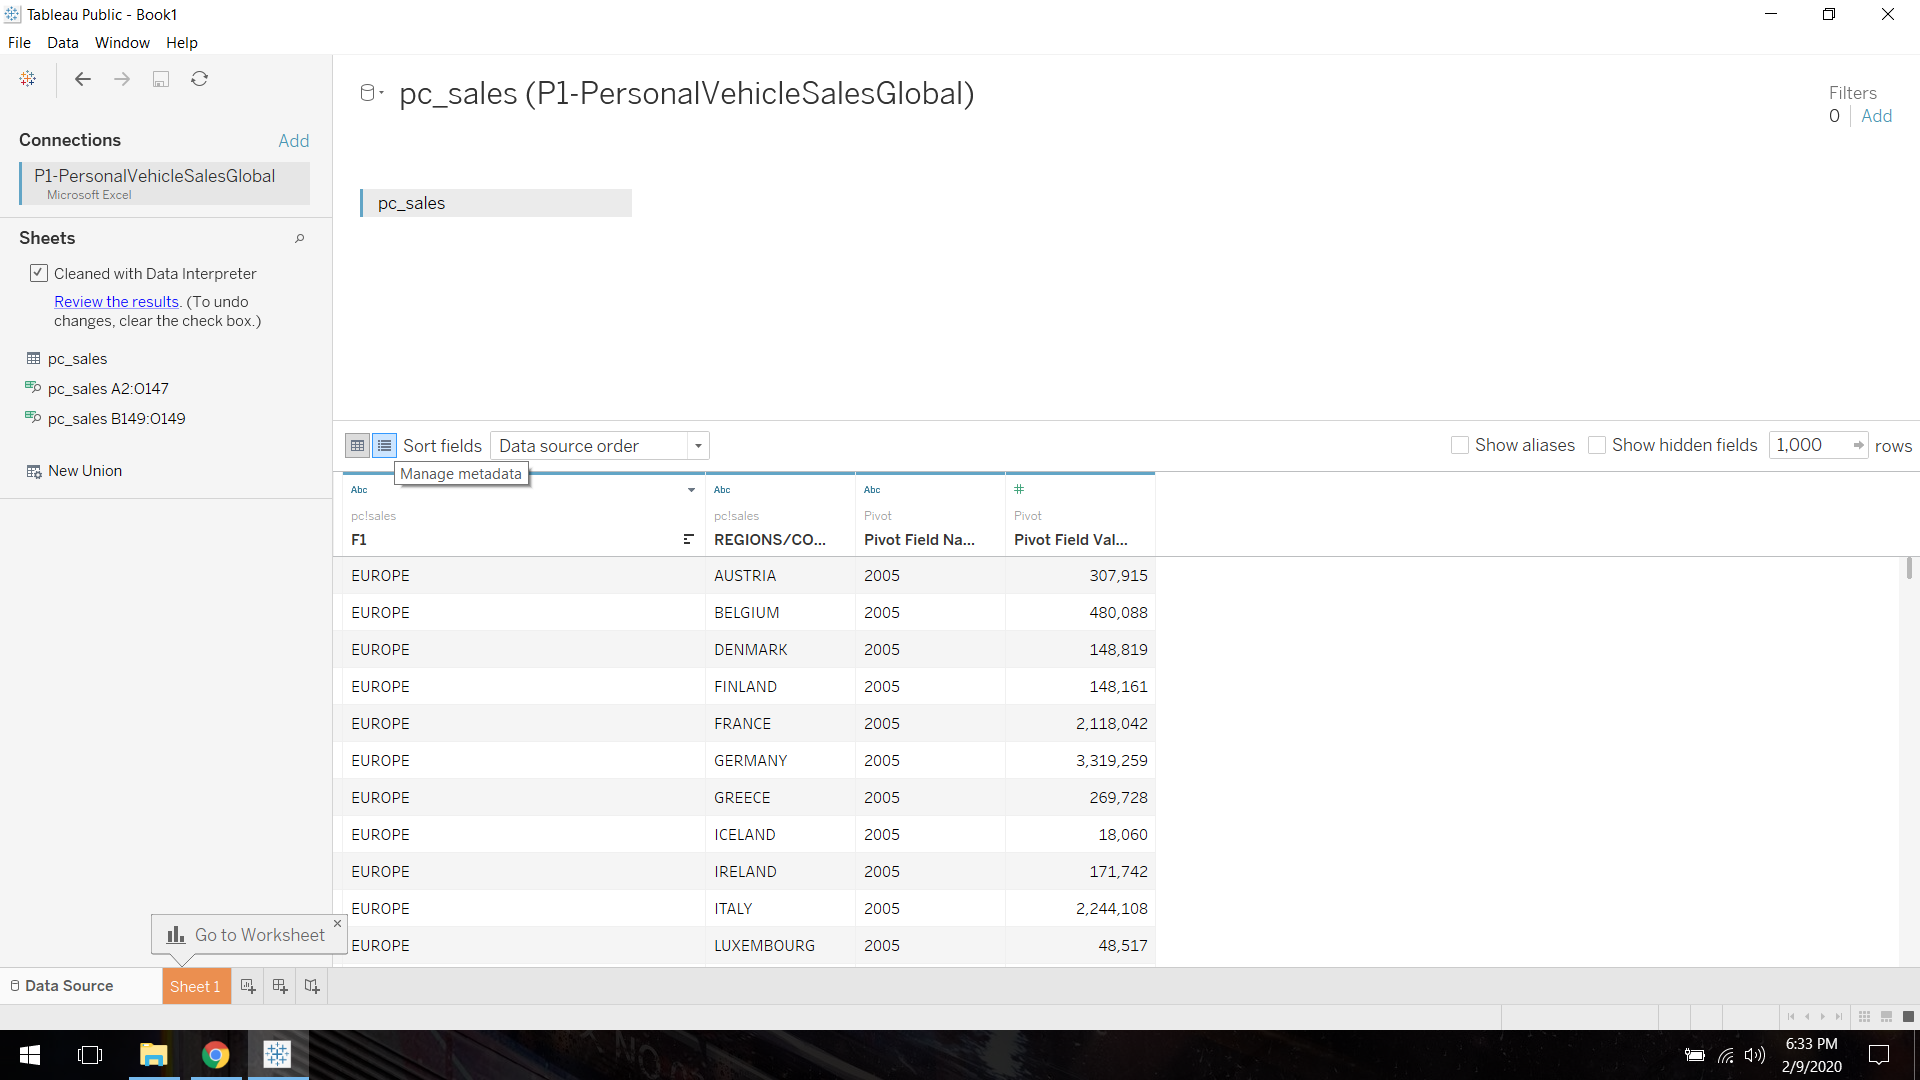 Tableau Public - Book1
File Data Window Help
pc_sales (P1-PersonalVehicleSalesGlobal)
Filters
0 Add
Connections Add
P1-PersonalVehicleSalesGlobal
Microsoft Excel
pc_sales
Sheets
Cleaned with Data Interpreter
Review the results. (To undo
changes, clear the check box.)
pc_sales
pc_sales A2:O147
pc_sales B149:O149
New Union
Sort fields Data source order Show aliases Show hidden fields 1,000 rows
Manage metadata
Abc Abc Abc #
pc!sales pc!sales Pivot Pivot
F1 REGIONS/CO... Pivot Field Na... Pivot Field Val...
EUROPE AUSTRIA 2005 307,915
EUROPE BELGIUM 2005 480,088
EUROPE DENMARK 2005 148,819
EUROPE FINLAND 2005 148,161
EUROPE FRANCE 2005 2,118,042
EUROPE GERMANY 2005 3,319,259
EUROPE GREECE 2005 269,728
EUROPE ICELAND 2005 18,060
EUROPE IRELAND 2005 171,742
EUROPE ITALY 2005 2,244,108
EUROPE LUXEMBOURG 2005 48,517
Go to Worksheet
Data Source Sheet 1
6:33 PM
2/9/2020